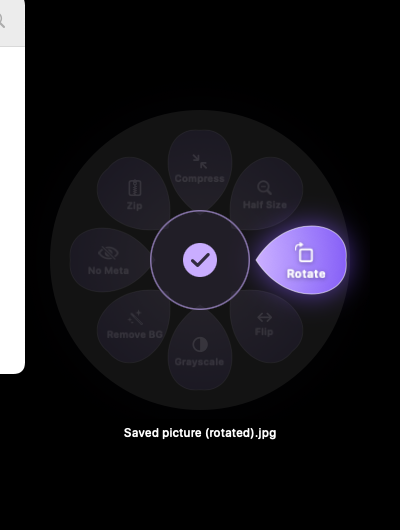 Compress
Zip
Half Size
No Meta
Rotate
Remove BG
Flip
Grayscale
Saved picture (rotated).jpg